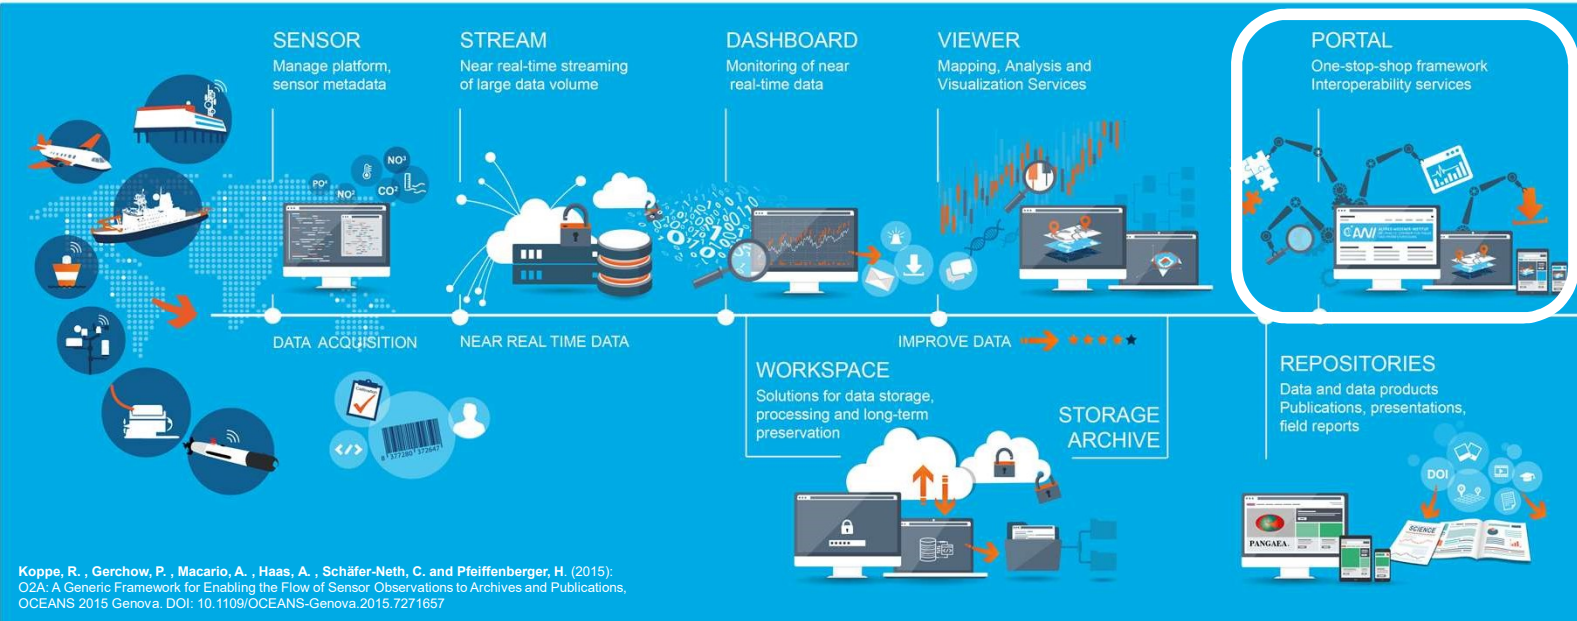 SENSOR
Manage platform,
sensor metadata
STREAM
Near real-time streaming
of large data volume
DASHBOARD
Monitoring of near
real-time data
VIEWER
Mapping, Analysis and
Visualization Services
PORTAL
One-stop-shop framework
Interoperability services
PO⁴
NO²
NO³
CO²
AWI
DATA ACQUISITION
NEAR REAL TIME DATA
IMPROVE DATA
WORKSPACE
Solutions for data storage,
processing and long-term
preservation
STORAGE
ARCHIVE
REPOSITORIES
Data and data products
Publications, presentations,
field reports
</>
8 377280 372647
DOI
SCIENCE
PANGAEA.
Koppe, R. , Gerchow, P. , Macario, A. , Haas, A. , Schäfer-Neth, C. and Pfeiffenberger, H. (2015):
O2A: A Generic Framework for Enabling the Flow of Sensor Observations to Archives and Publications,
OCEANS 2015 Genova. DOI: 10.1109/OCEANS-Genova.2015.7271657